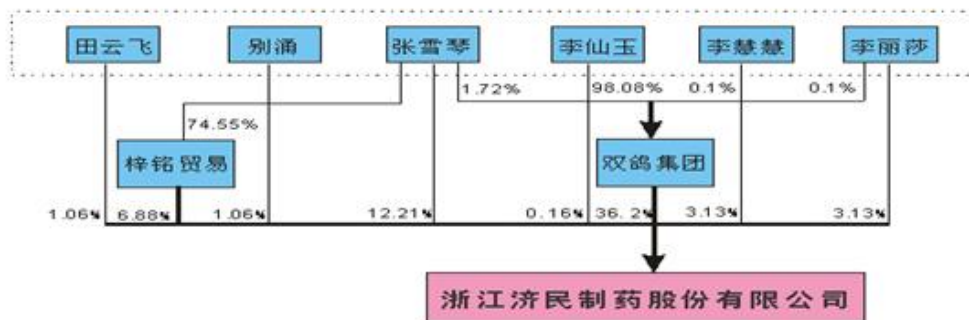 田云飞 别涌 张雪琴 李仙玉 李慧慧 李丽莎
1.72% 98.08% 0.1% 0.1%
74.55%
梓铭贸易 双鸽集团
1.06% 6.88% 1.06% 12.21% 0.16% 36.2% 3.13% 3.13%
浙江济民制药股份有限公司